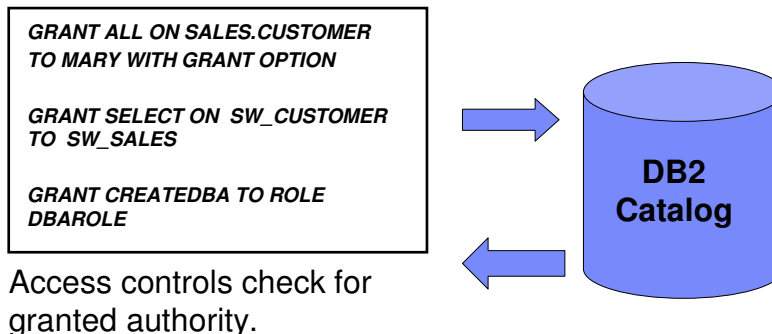 GRANT ALL ON SALES.CUSTOMER
TO MARY WITH GRANT OPTION
GRANT SELECT ON SW_CUSTOMER
TO SW_SALES
GRANT CREATEDBA TO ROLE
DBAROLE
DB2
Catalog
Access controls check for
granted authority.